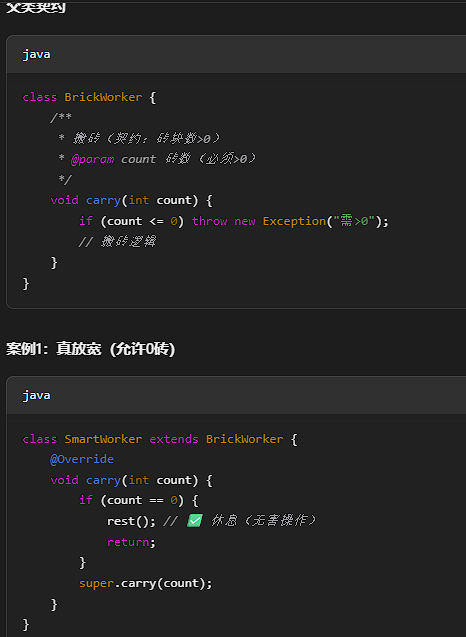 父类契约
java
class BrickWorker {
    /**
     * 搬砖（契约：砖块数>0）
     * @param count 砖数（必须>0）
     */
    void carry(int count) {
        if (count <= 0) throw new Exception("需>0");
        // 搬砖逻辑
    }
}
案例1：真放宽（允许0砖）
java
class SmartWorker extends BrickWorker {
    @Override
    void carry(int count) {
        if (count == 0) {
            rest(); // ✅ 休息（无害操作）
            return;
        }
        super.carry(count);
    }
}